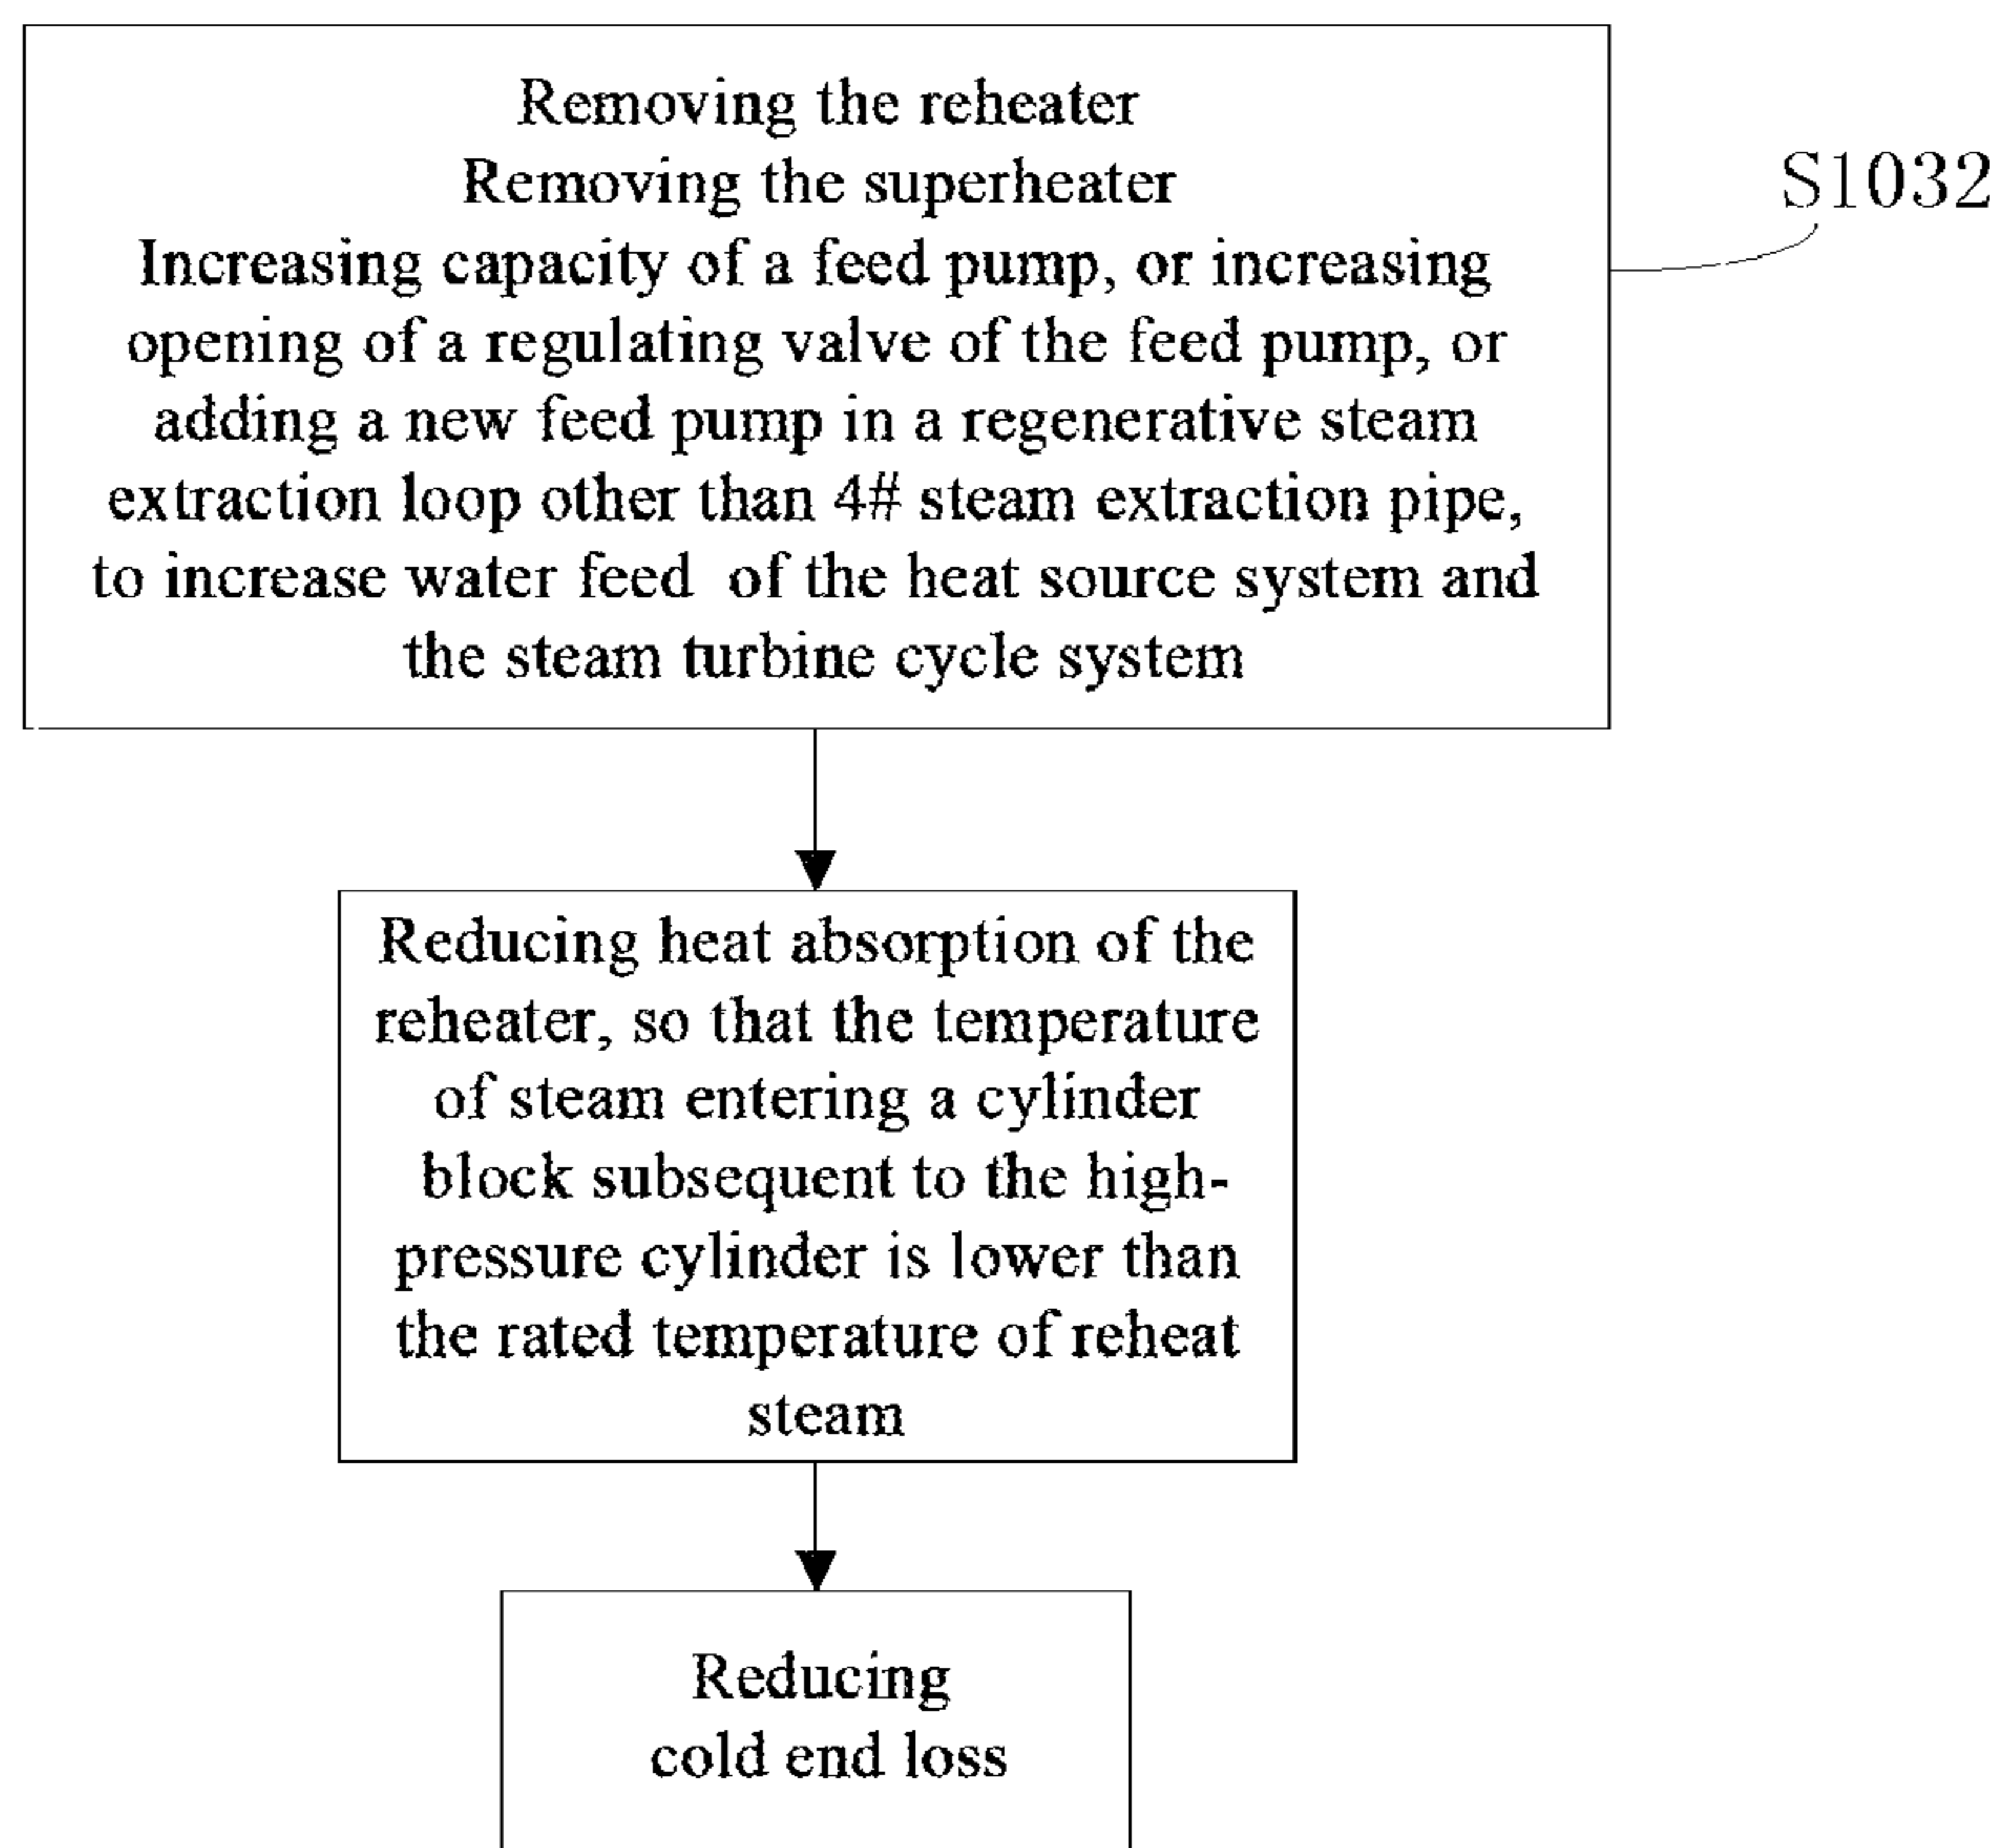 Removing the reheater
Removing the superheater
Increasing capacity of a feed pump, or increasing
opening of a regulating valve of the feed pump, or
adding a new feed pump in a regenerative steam
extraction loop other than 4# steam extraction pipe,
to increase water feed of the heat source system and
the steam turbine cycle system
S1032
Reducing heat absorption of the
reheater, so that the temperature
of steam entering a cylinder
block subsequent to the high-
pressure cylinder is lower than
the rated temperature of reheat
steam
Reducing
cold end loss